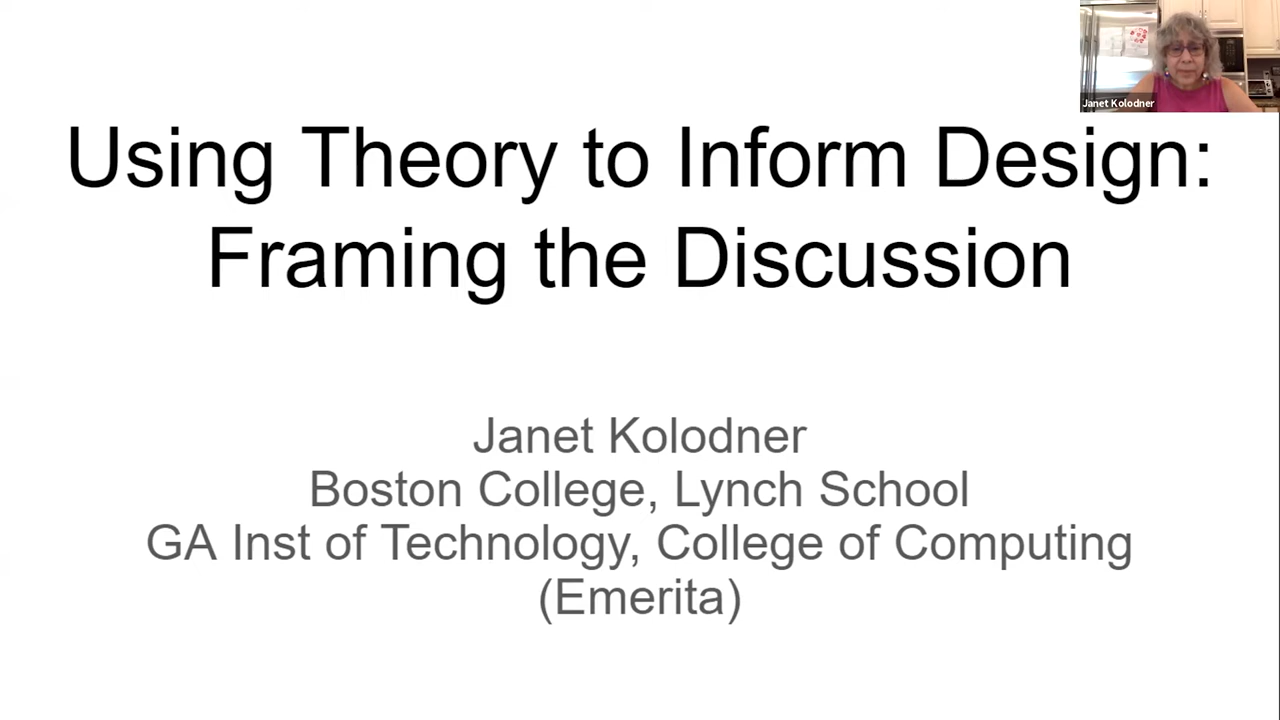 Janet Kolodner
Using Theory to Inform Design:
Framing the Discussion
Janet Kolodner
Boston College, Lynch School
GA Inst of Technology, College of Computing
(Emerita)